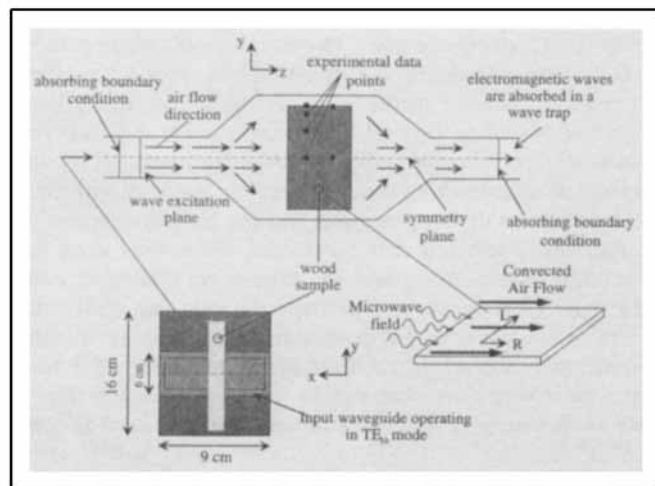 y
z
experimental data
points
absorbing boundary
condition
air flow
direction
electromagnetic waves
are absorbed in a
wave trap
wave excitation
plane
symmetry
plane
absorbing boundary
condition
wood
sample
Convected
Air Flow
Microwave
field
L
R
16 cm
6 cm
y
x
Input waveguide operating
in TE₁₀ mode
9 cm